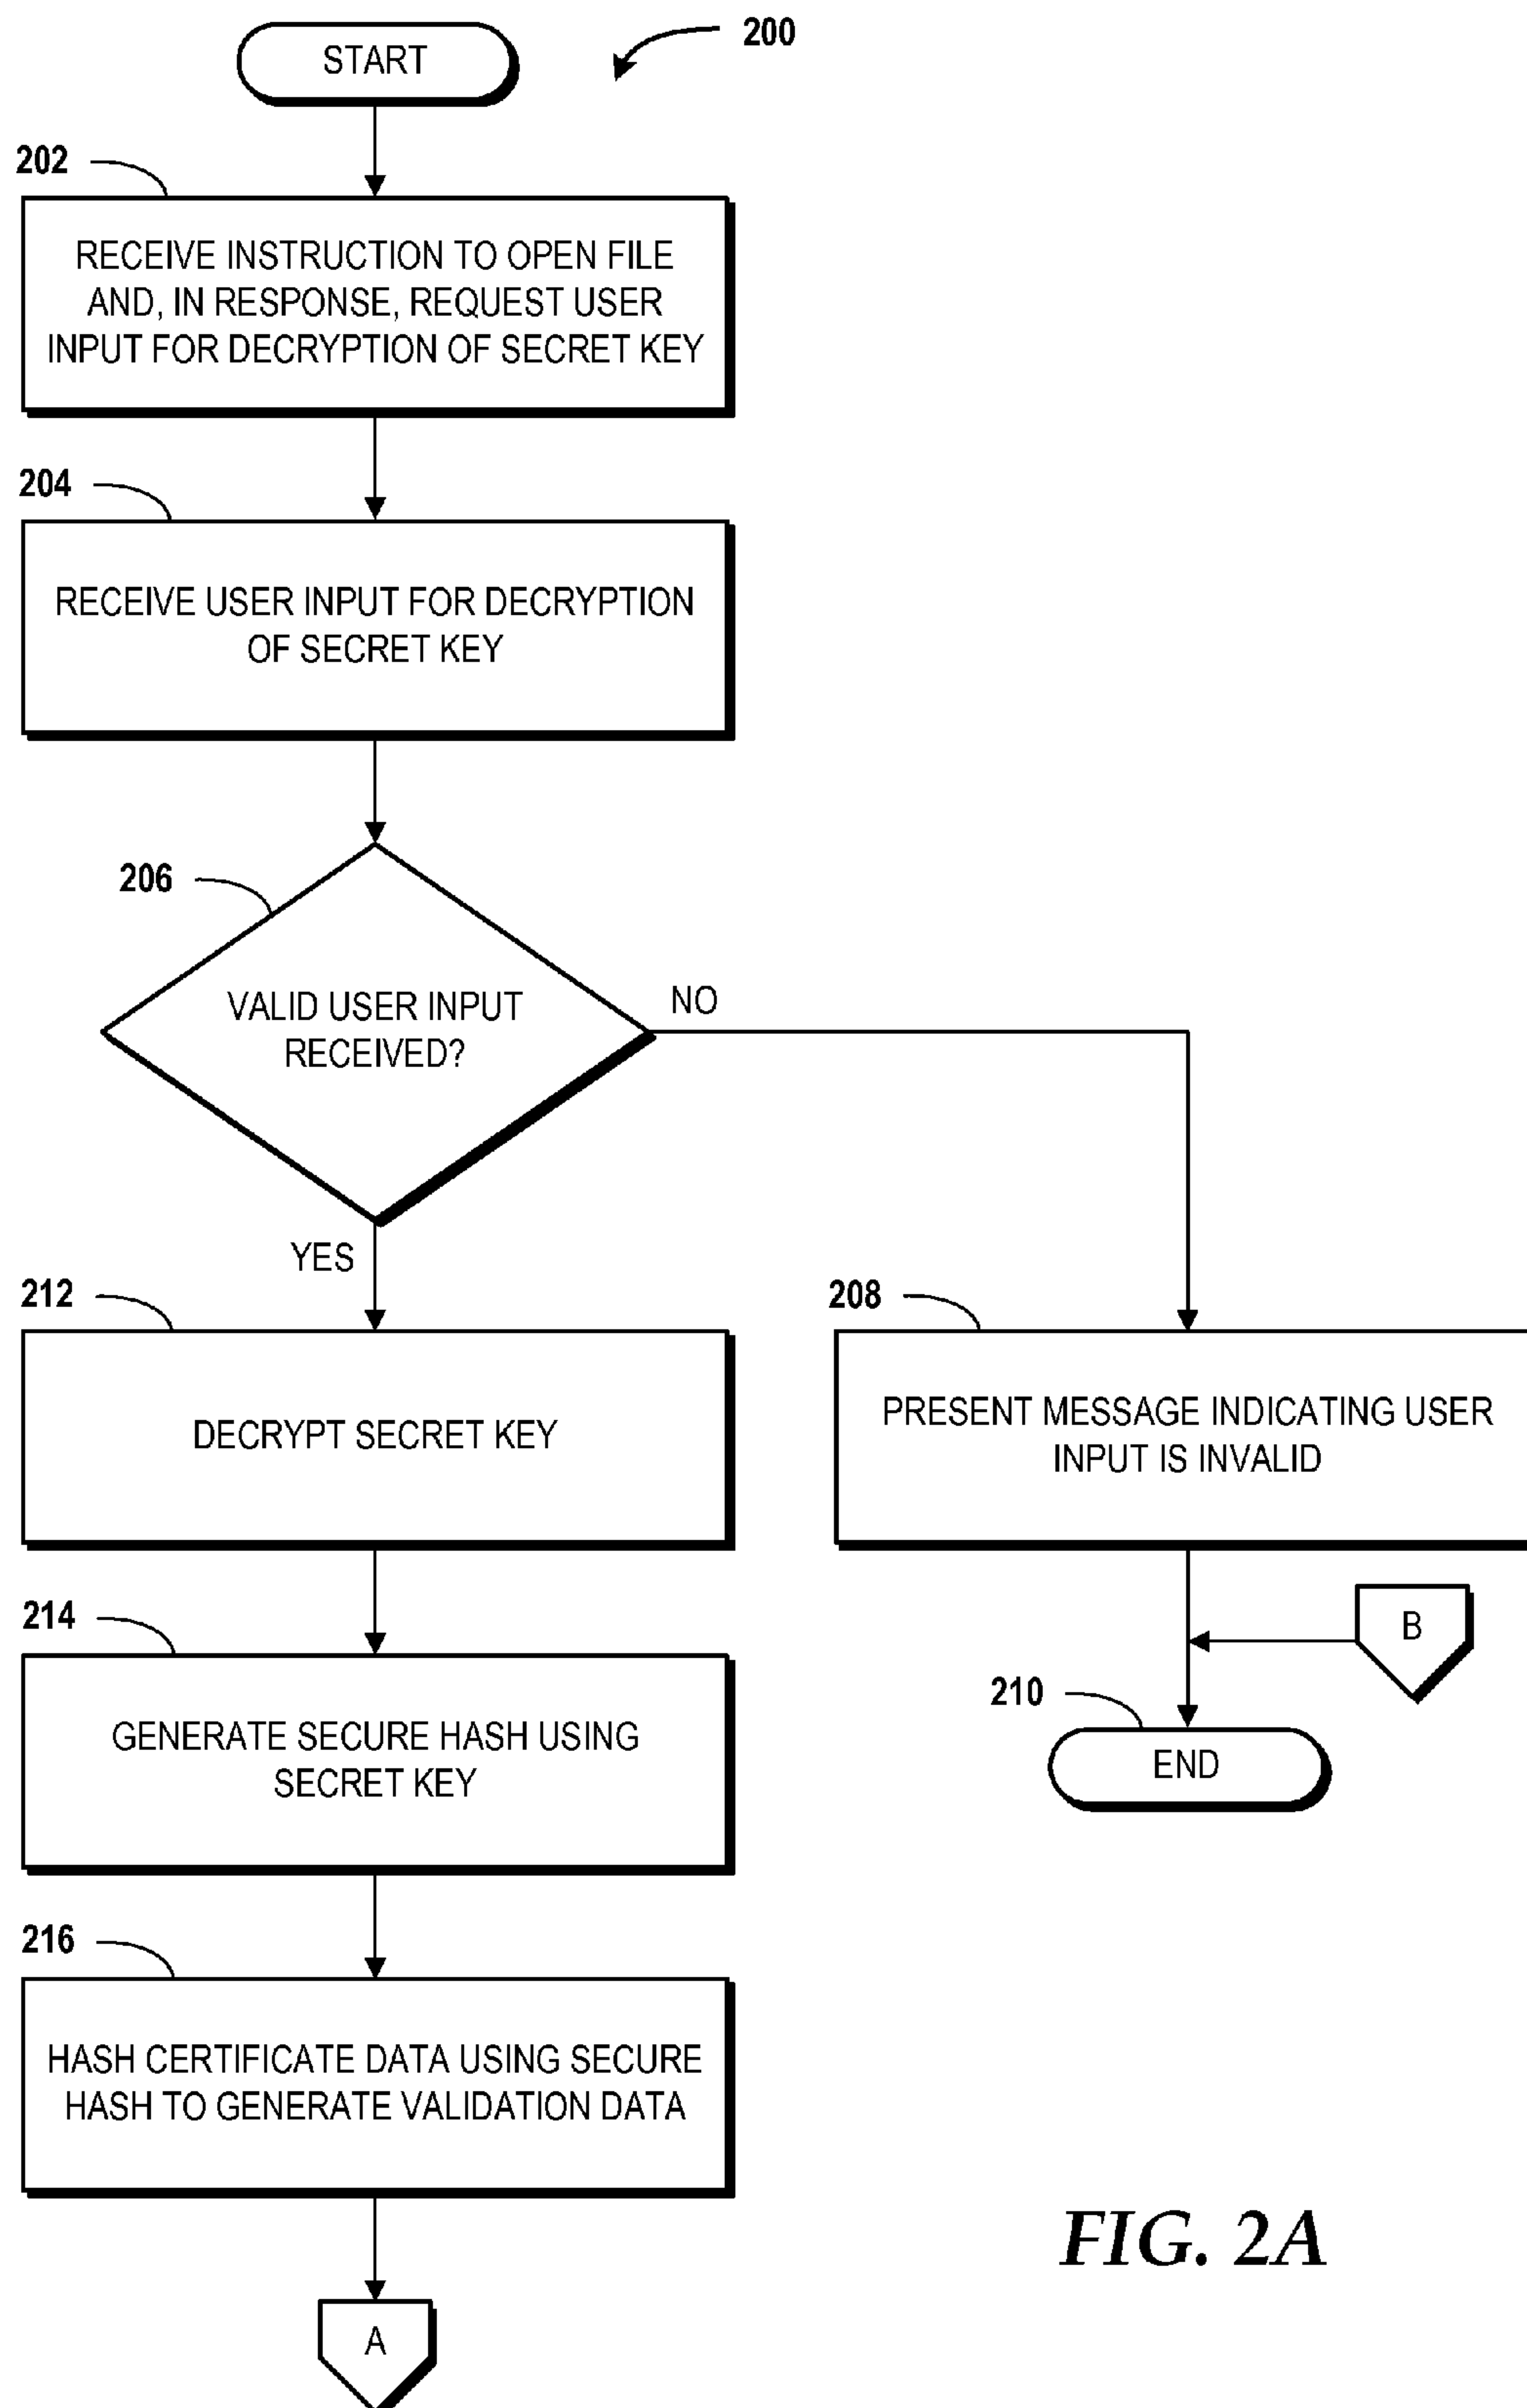 START
200
202
RECEIVE INSTRUCTION TO OPEN FILE
AND, IN RESPONSE, REQUEST USER
INPUT FOR DECRYPTION OF SECRET KEY
204
RECEIVE USER INPUT FOR DECRYPTION
OF SECRET KEY
206
VALID USER INPUT
RECEIVED?
NO
YES
212
DECRYPT SECRET KEY
208
PRESENT MESSAGE INDICATING USER
INPUT IS INVALID
214
GENERATE SECURE HASH USING
SECRET KEY
B
210
END
216
HASH CERTIFICATE DATA USING SECURE
HASH TO GENERATE VALIDATION DATA
A
FIG. 2A